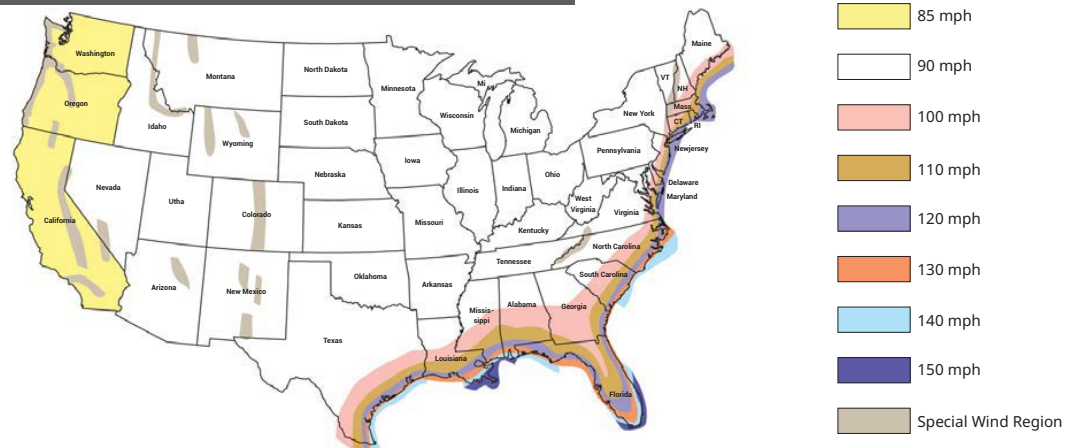 Washington
Oregon
California
Nevada
Idaho
Montana
Wyoming
Utha
Colorado
Arizona
New Mexico
North Dakota
South Dakota
Nebraska
Kansas
Oklahoma
Texas
Minnesota
Iowa
Missouri
Arkansas
Louisiana
Wisconsin
Mi
Michigan
Illinois
Indiana
Ohio
Kentucky
Tennessee
Missis-
sippi
Alabama
Georgia
Florida
South Carolina
North Carolina
Virginia
West
Virginia
Pennsylvania
New York
VT
NH
Maine
Mass
CT
RI
Newjersey
Delaware
Maryland
85 mph
90 mph
100 mph
110 mph
120 mph
130 mph
140 mph
150 mph
Special Wind Region